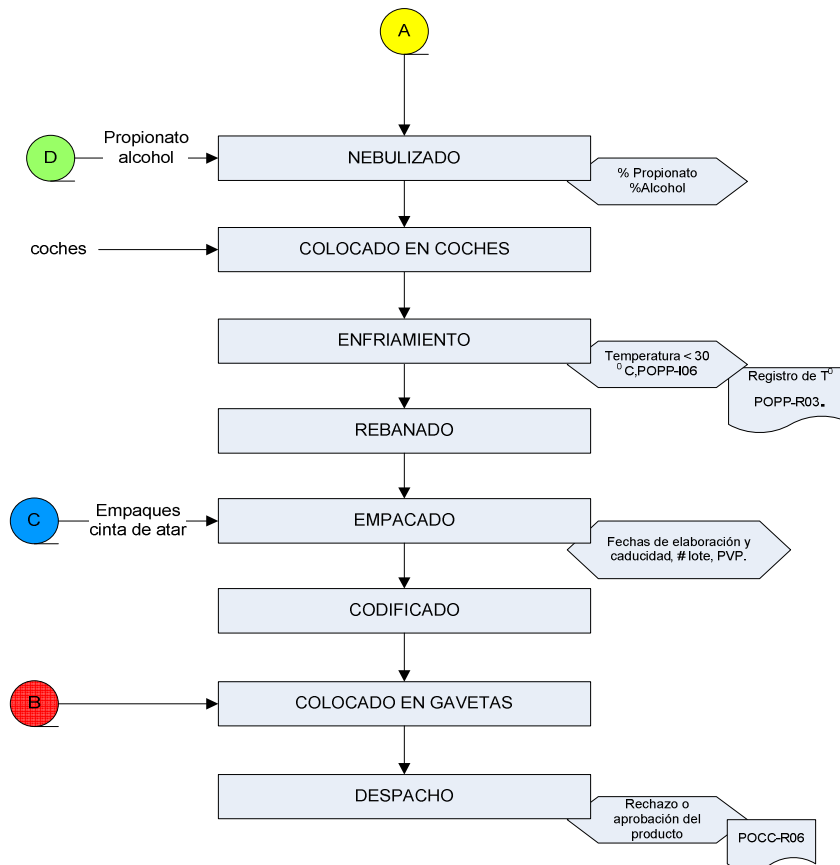 A
D
Propionato
alcohol
NEBULIZADO
% Propionato
%Alcohol
coches
COLOCADO EN COCHES
ENFRIAMIENTO
Temperatura < 30
⁰ C,POPP-I06
Registro de T⁰
POPP-R03.
REBANADO
C
Empaques
cinta de atar
EMPACADO
Fechas de elaboración y
caducidad, # lote, PVP.
CODIFICADO
B
COLOCADO EN GAVETAS
DESPACHO
Rechazo o
aprobación del
producto
POCC-R06